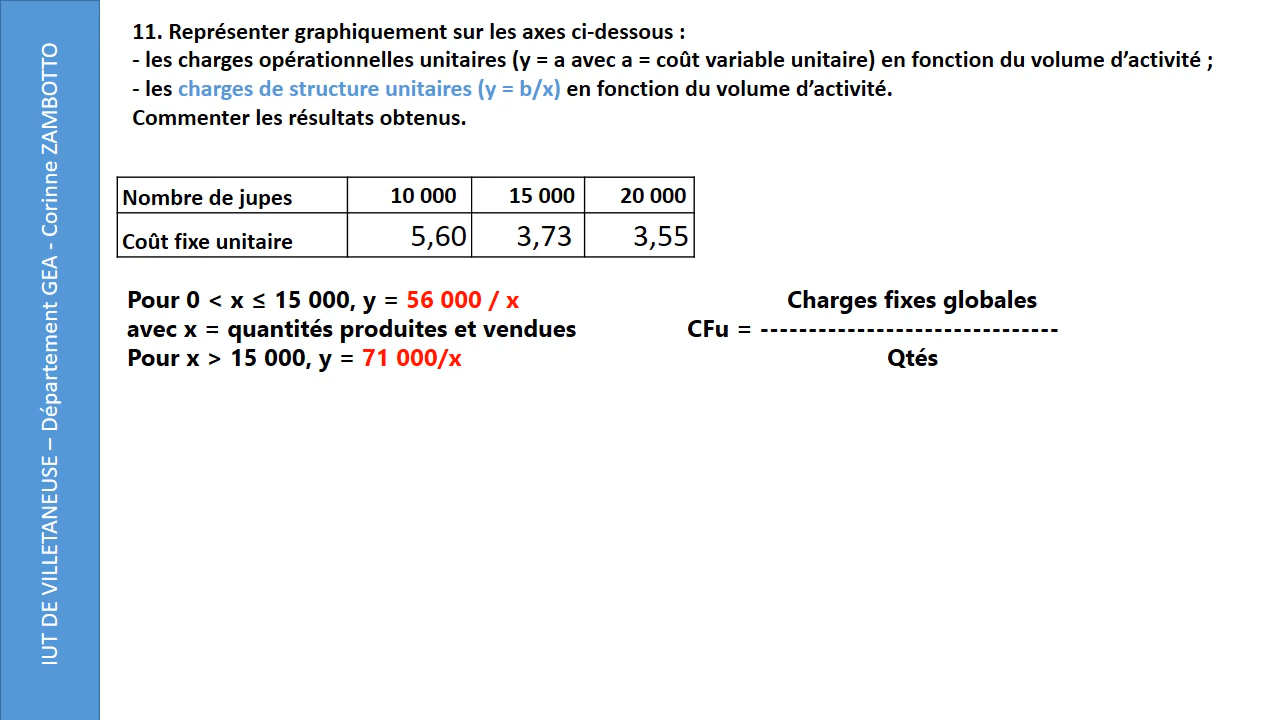 IUT DE VILLETANEUSE – Département GEA - Corinne ZAMBOTTO
11. Représenter graphiquement sur les axes ci-dessous :
- les charges opérationnelles unitaires (y = a avec a = coût variable unitaire) en fonction du volume d’activité ;
- les charges de structure unitaires (y = b/x) en fonction du volume d’activité.
Commenter les résultats obtenus.
Nombre de jupes 10 000 15 000 20 000
Coût fixe unitaire 5,60 3,73 3,55
Pour 0 < x ≤ 15 000, y = 56 000 / x
avec x = quantités produites et vendues
Pour x > 15 000, y = 71 000/x
Charges fixes globales
CFu = -------------------------------
Qtés